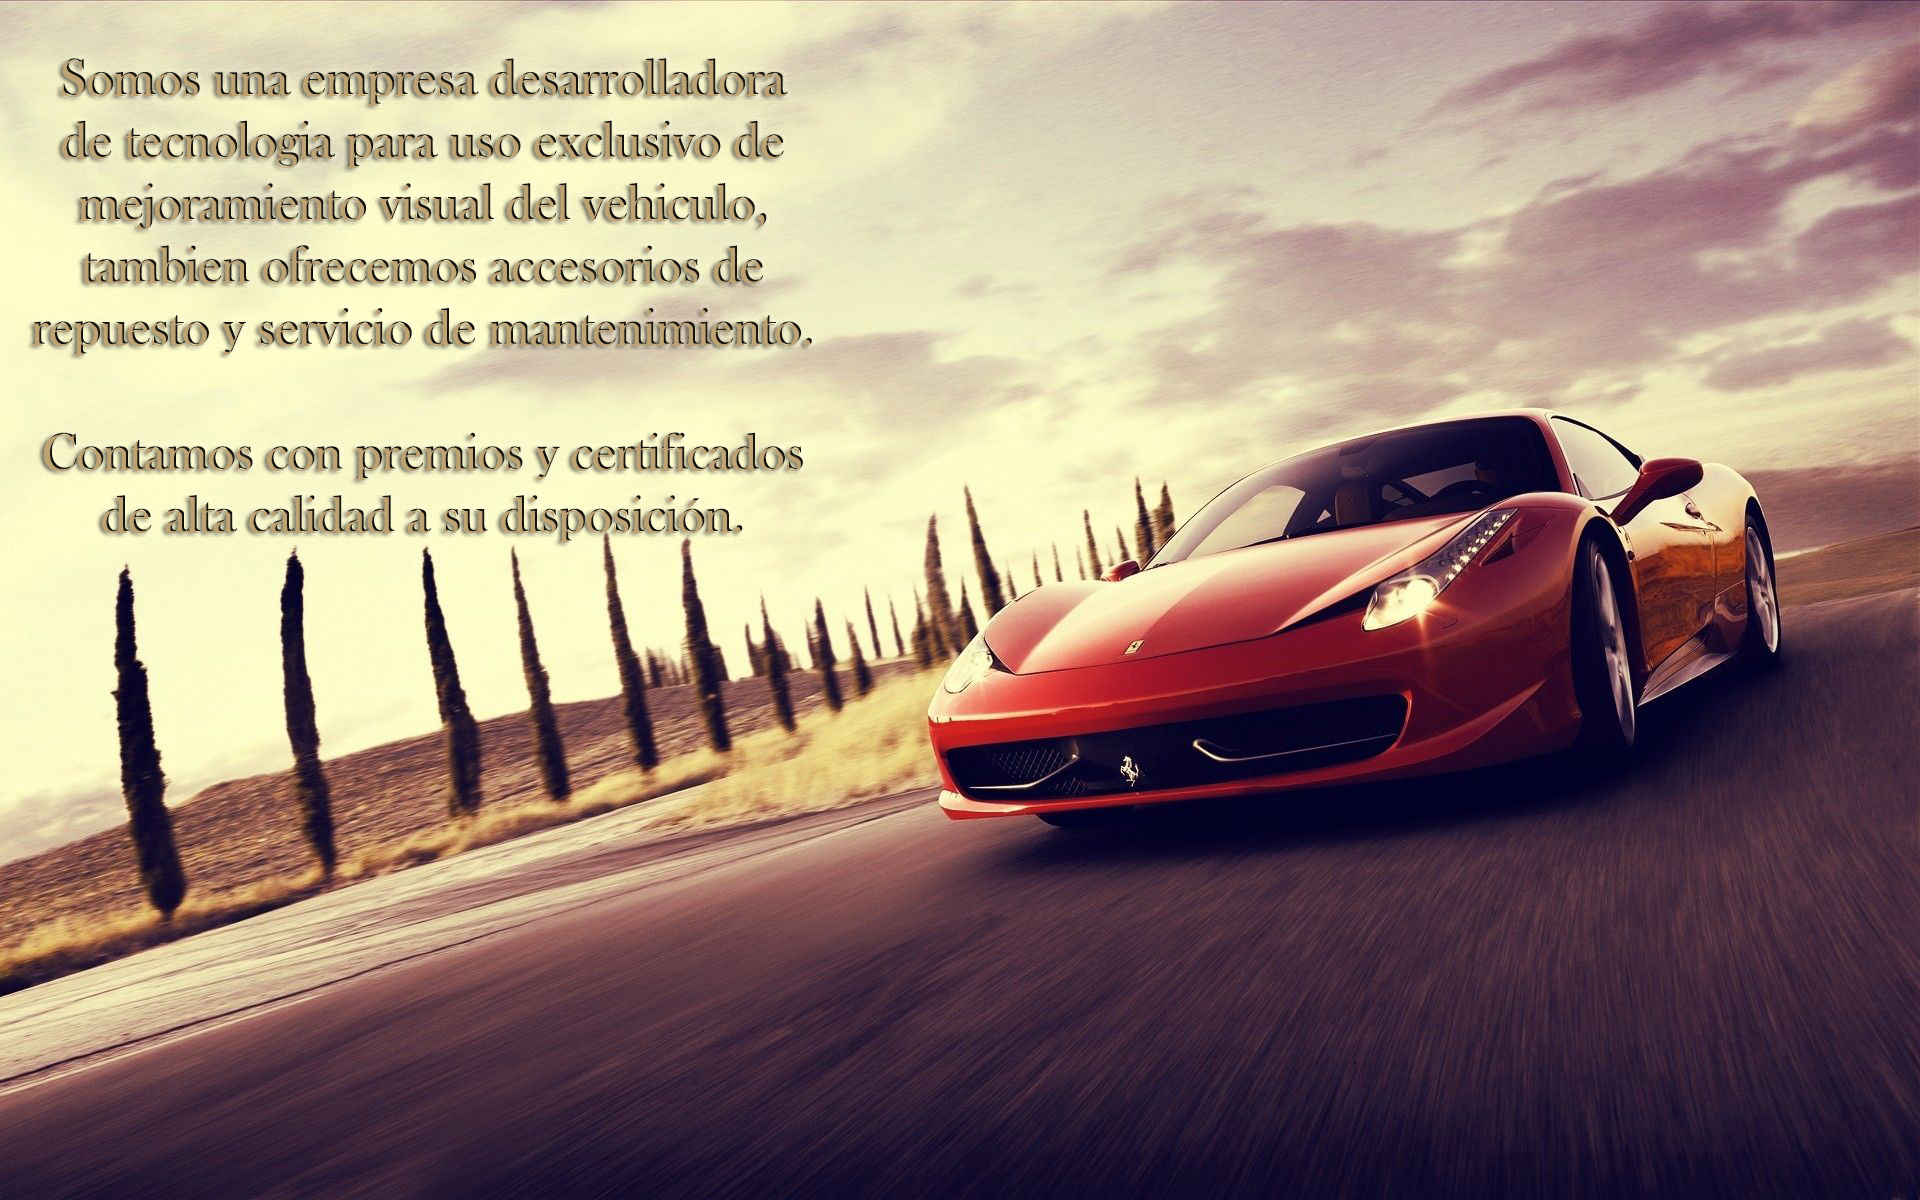 Somos una empresa desarrolladora
de tecnologia para uso exclusivo de
mejoramiento visual del vehiculo,
tambien ofrecemos accesorios de
repuesto y servicio de mantenimiento.
Contamos con premios y certificados
de alta calidad a su disposición.